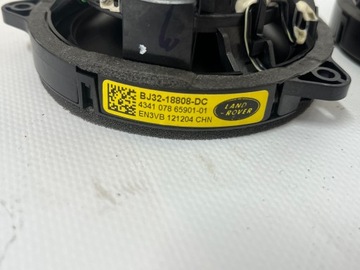 BJ32-18808-DC
4341 078 65901-01
EN3VB 121204 CHN
LAND
ROVER